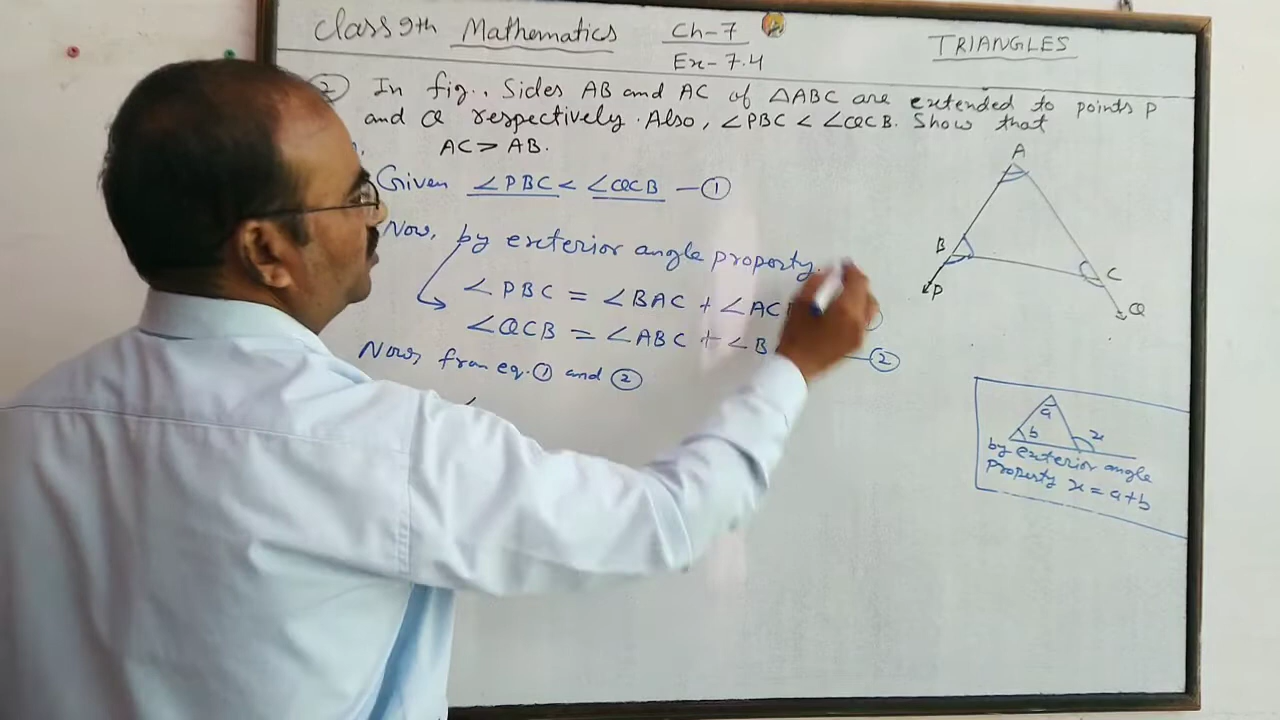 Class 9th Mathematics
Ch-7
Ex-7.4
TRIANGLES
② In fig., Sides AB and AC of △ABC are extended to points P
and Q respectively. Also, ∠PBC < ∠QCB. Show that
AC > AB.
Given ∠PBC < ∠QCB — ①
Now, by exterior angle property.
∠PBC = ∠BAC + ∠AC
∠QCB = ∠ABC + ∠B — ②
Now, from eq. ① and ②
A
B
C
P
Q
a
b
x
by exterior angle
Property x = a+b